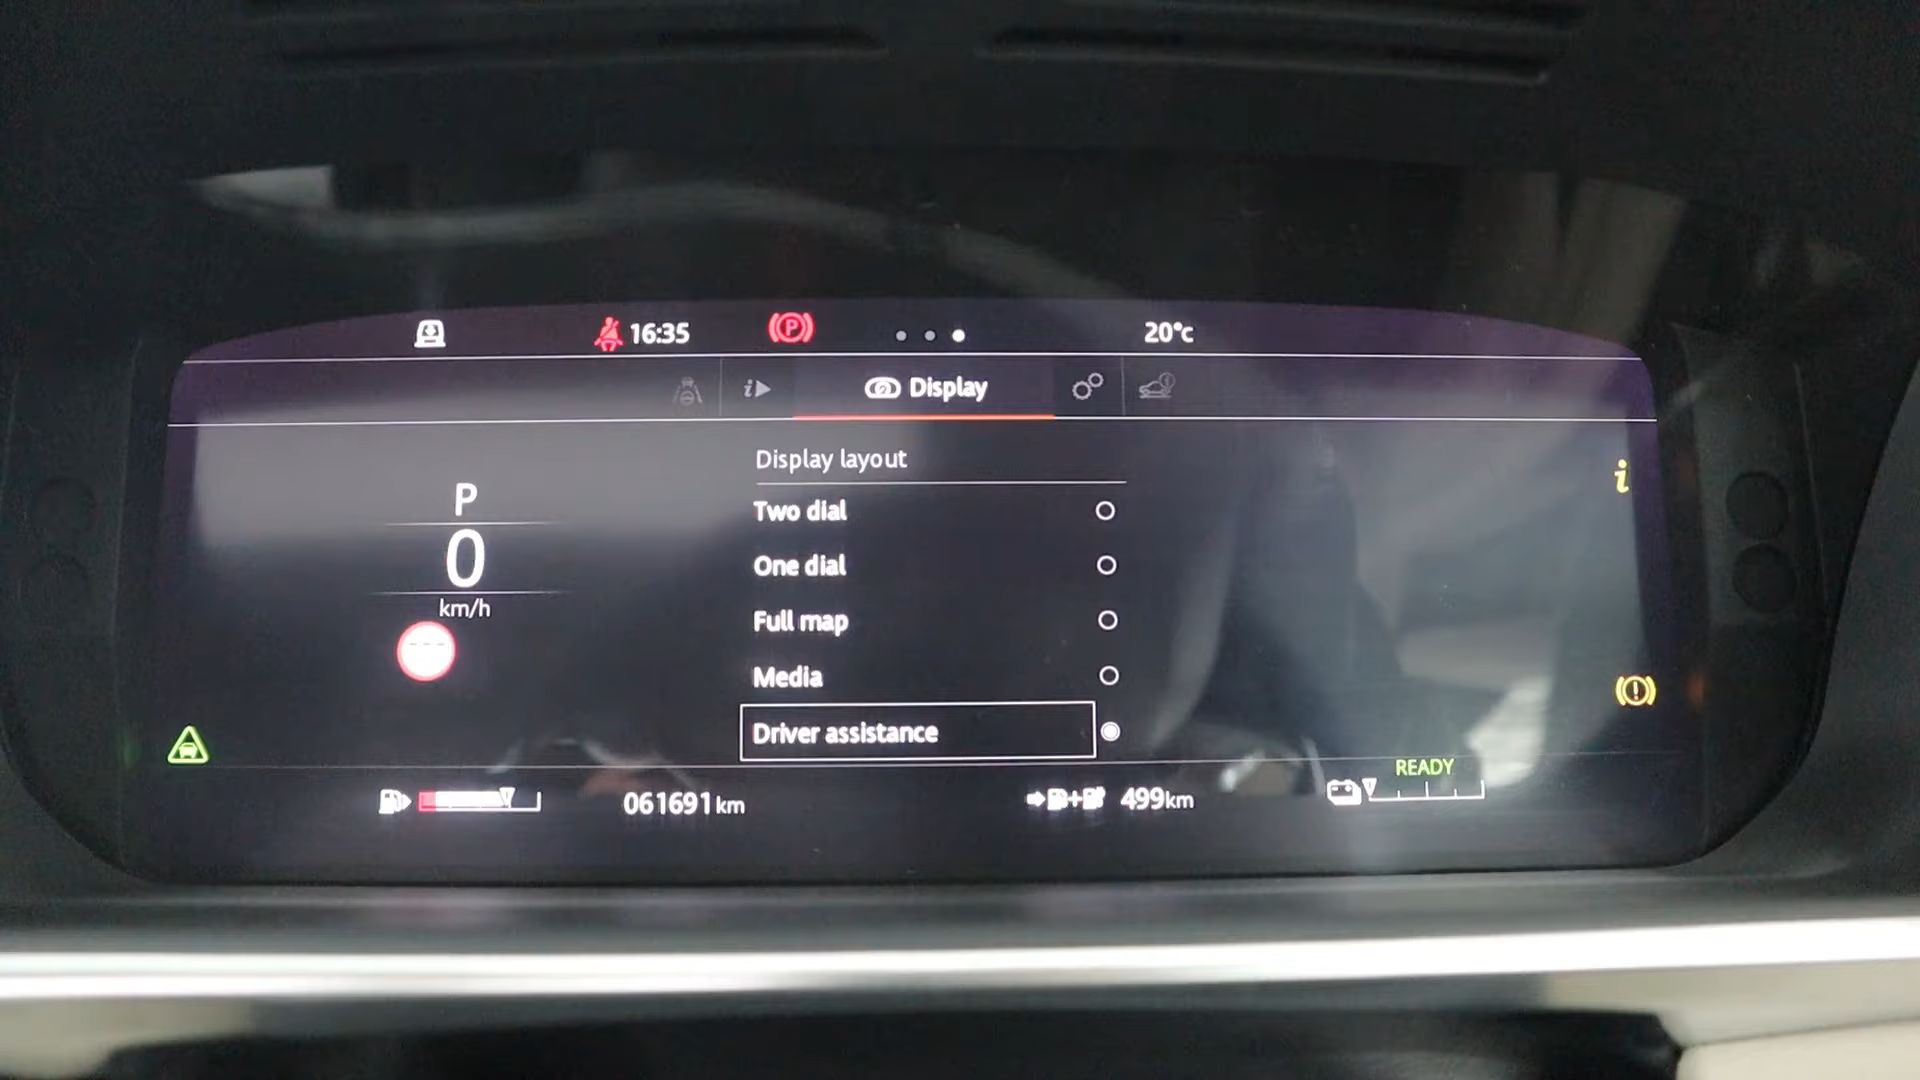 16:35
P
20°c
i
Display
Display layout
P
0
km/h
Two dial
One dial
Full map
Media
Driver assistance
i
READY
061691 km
499km